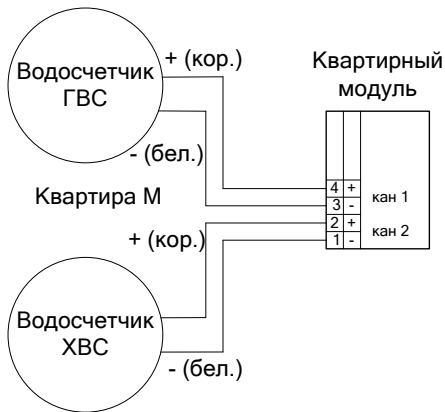 Водосчетчик
ГВС
+ (кор.)
- (бел.)
Квартирный
модуль
4 +
3 -
кан 1
2 +
1 -
кан 2
Квартира М
+ (кор.)
Водосчетчик
ХВС
- (бел.)